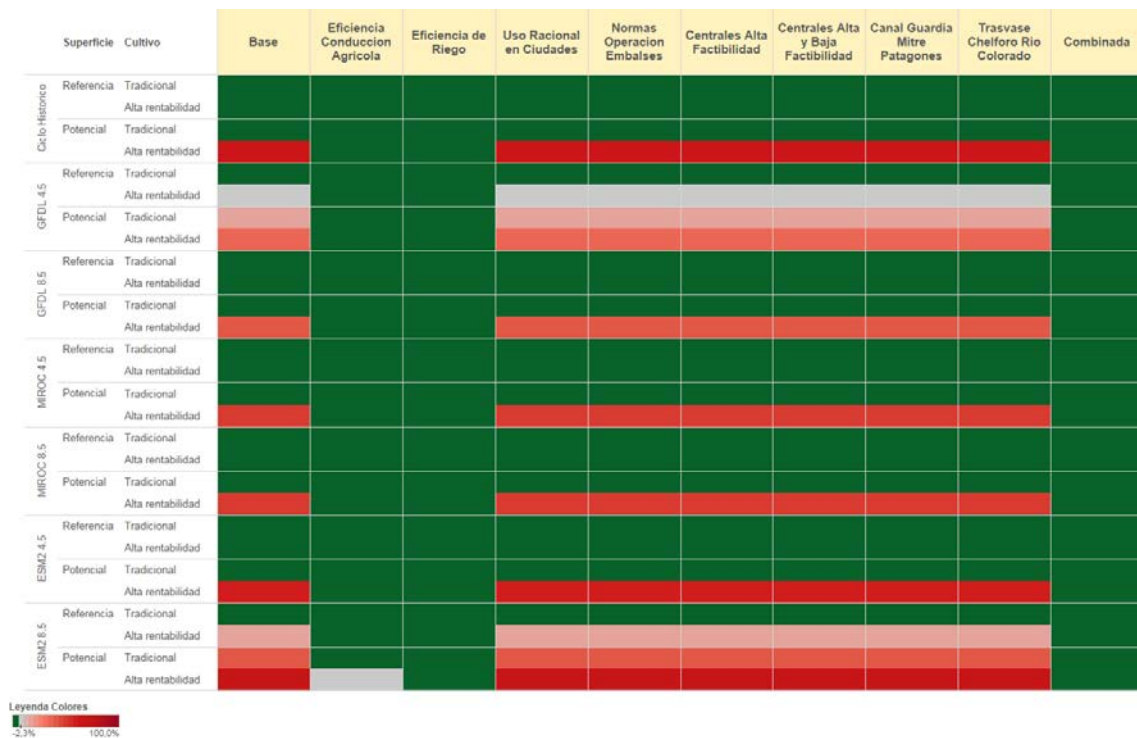 Superficie Cultivo Base Eficiencia Conduccion Agrícola Eficiencia de Riego Uso Racional en Ciudades Normas Operacion Embalses Centrales Alta Factibilidad Centrales Alta y Baja Factibilidad Canal Guardia Mitre Patagones Trasvase Chelforo Rio Colorado Combinada
Ciclo Historico
Referencia Tradicional
Alta rentabilidad
Potencial Tradicional
Alta rentabilidad
GFDL 4.5
Referencia Tradicional
Alta rentabilidad
Potencial Tradicional
Alta rentabilidad
GFDL 8.5
Referencia Tradicional
Alta rentabilidad
Potencial Tradicional
Alta rentabilidad
MIROC 4.5
Referencia Tradicional
Alta rentabilidad
Potencial Tradicional
Alta rentabilidad
MIROC 8.5
Referencia Tradicional
Alta rentabilidad
Potencial Tradicional
Alta rentabilidad
ESM2 4.5
Referencia Tradicional
Alta rentabilidad
Potencial Tradicional
Alta rentabilidad
ESM2 8.5
Referencia Tradicional
Alta rentabilidad
Potencial Tradicional
Alta rentabilidad
Leyenda Colores
-2,3% 100,0%